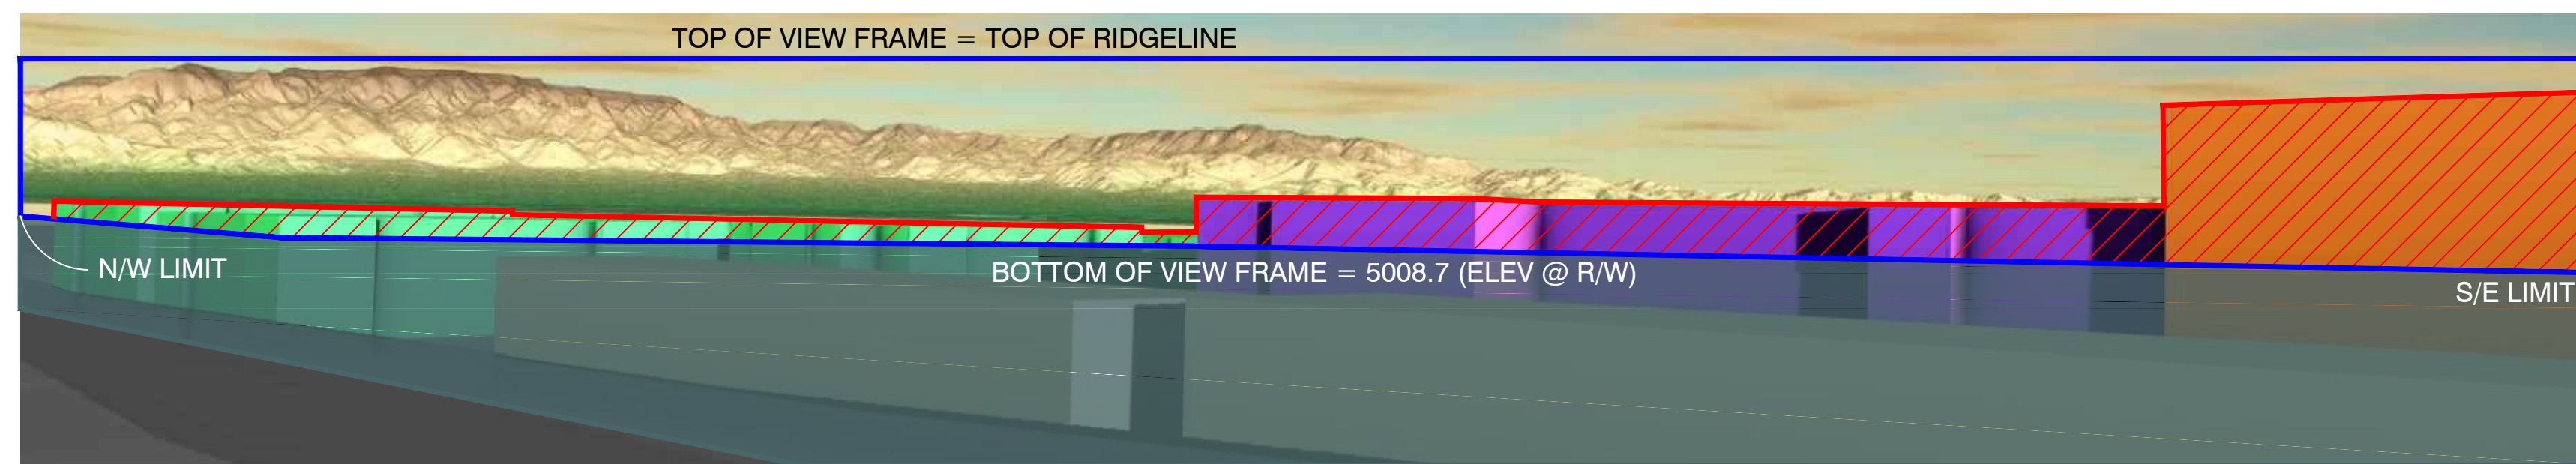 TOP OF VIEW FRAME = TOP OF RIDGELINE
N/W LIMIT
BOTTOM OF VIEW FRAME = 5008.7 (ELEV @ R/W)
S/E LIMIT